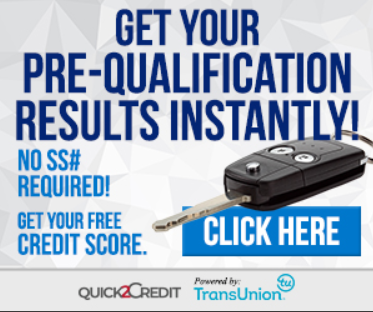 GET YOUR
PRE-QUALIFICATION
RESULTS INSTANTLY!
NO SS#
REQUIRED!
GET YOUR FREE
CREDIT SCORE.
CLICK HERE
QUICK2CREDIT
Powered by:
TransUnion
tu